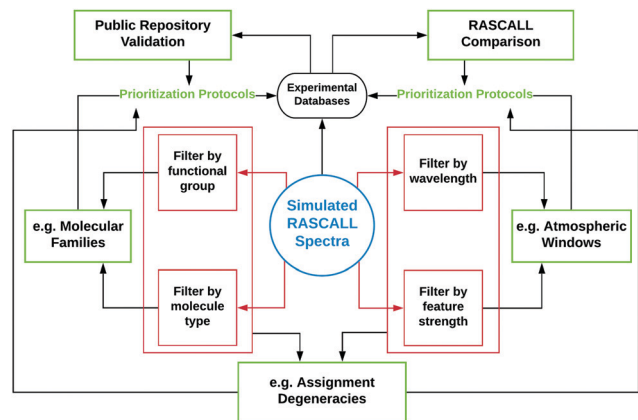 Public Repository
Validation
RASCALL
Comparison
Prioritization Protocols
Experimental
Databases
Prioritization Protocols
Filter by
functional
group
Simulated
RASCALL
Spectra
Filter by
wavelength
e.g. Molecular
Families
e.g. Atmospheric
Windows
Filter by
molecule
type
Filter by
feature
strength
e.g. Assignment
Degeneracies